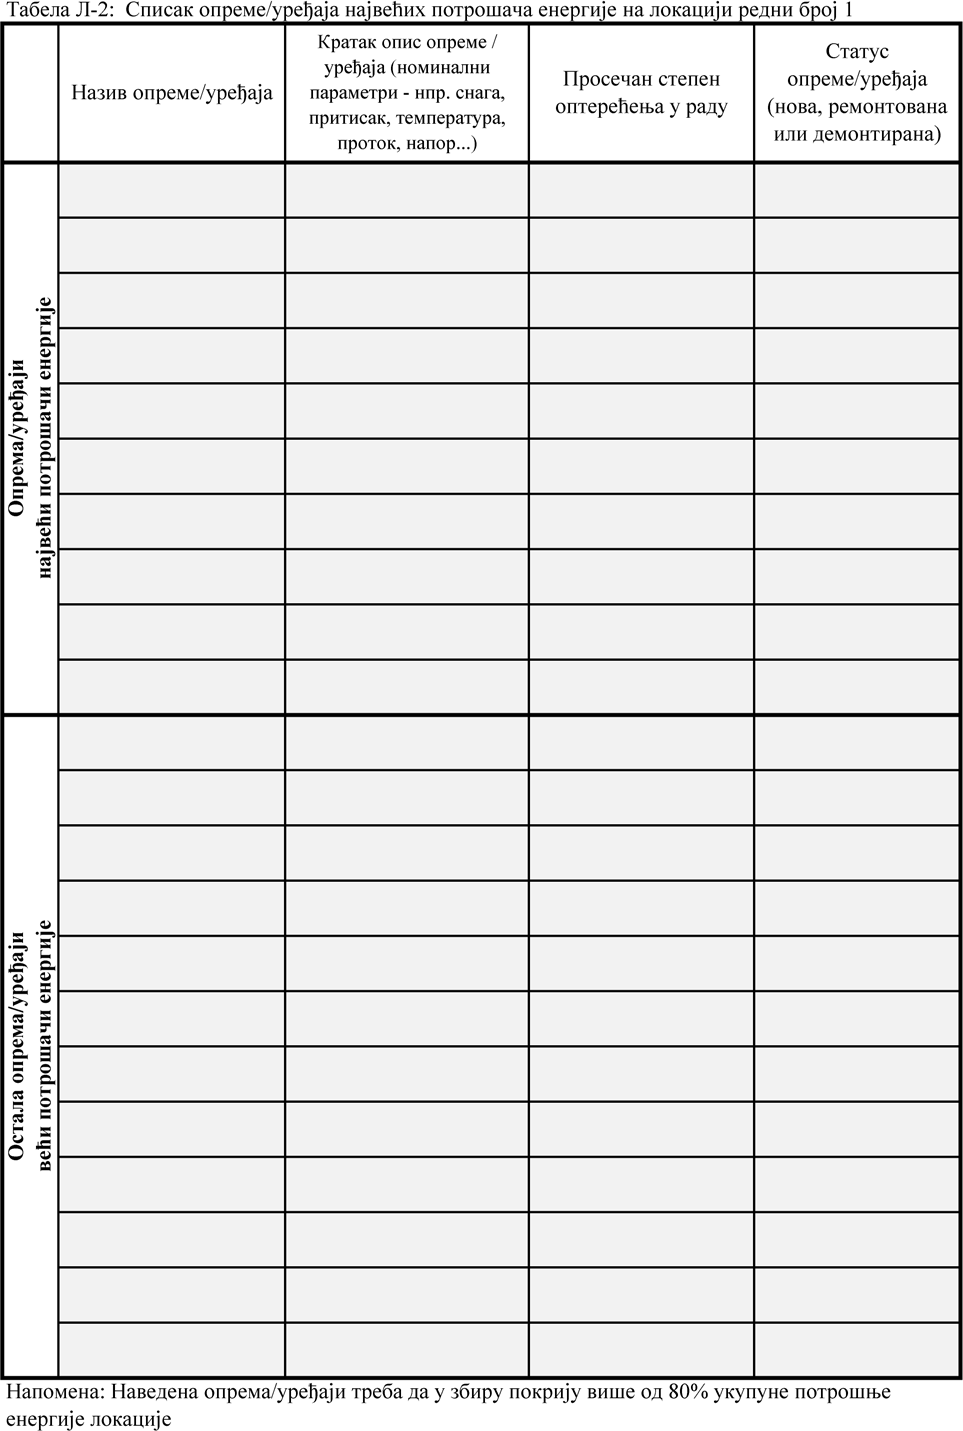 Табела Л-2:  Списак опреме/уређаја највећих потрошача енергије на локацији редни број 1
Назив опреме/уређаја
Кратак опис опреме /
уређаја (номинални
параметри - нпр. снага,
притисак, температура,
проток, напор...)
Просечан степен
оптерећења у раду
Статус
опреме/уређаја
(нова, ремонтована
или демонтирана)
Опрема/уређаји
највећи потрошачи енергије
Остала опрема/уређаји
већи потрошачи енергије
Напомена: Наведена опрема/уређаји треба да у збиру покрију више од 80% укупуне потрошње
енергије локације